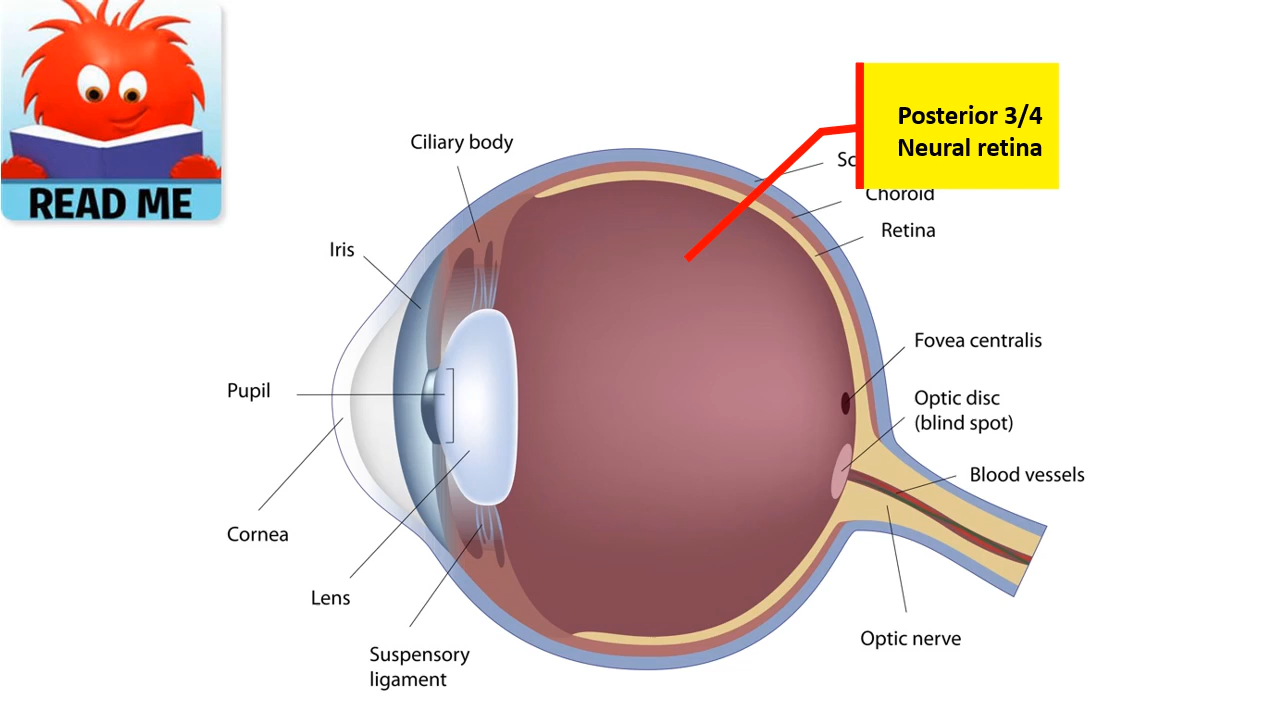 READ ME
Posterior 3/4
Neural retina
Ciliary body
Choroid
Retina
Iris
Fovea centralis
Pupil
Optic disc
(blind spot)
Blood vessels
Cornea
Lens
Optic nerve
Suspensory
ligament